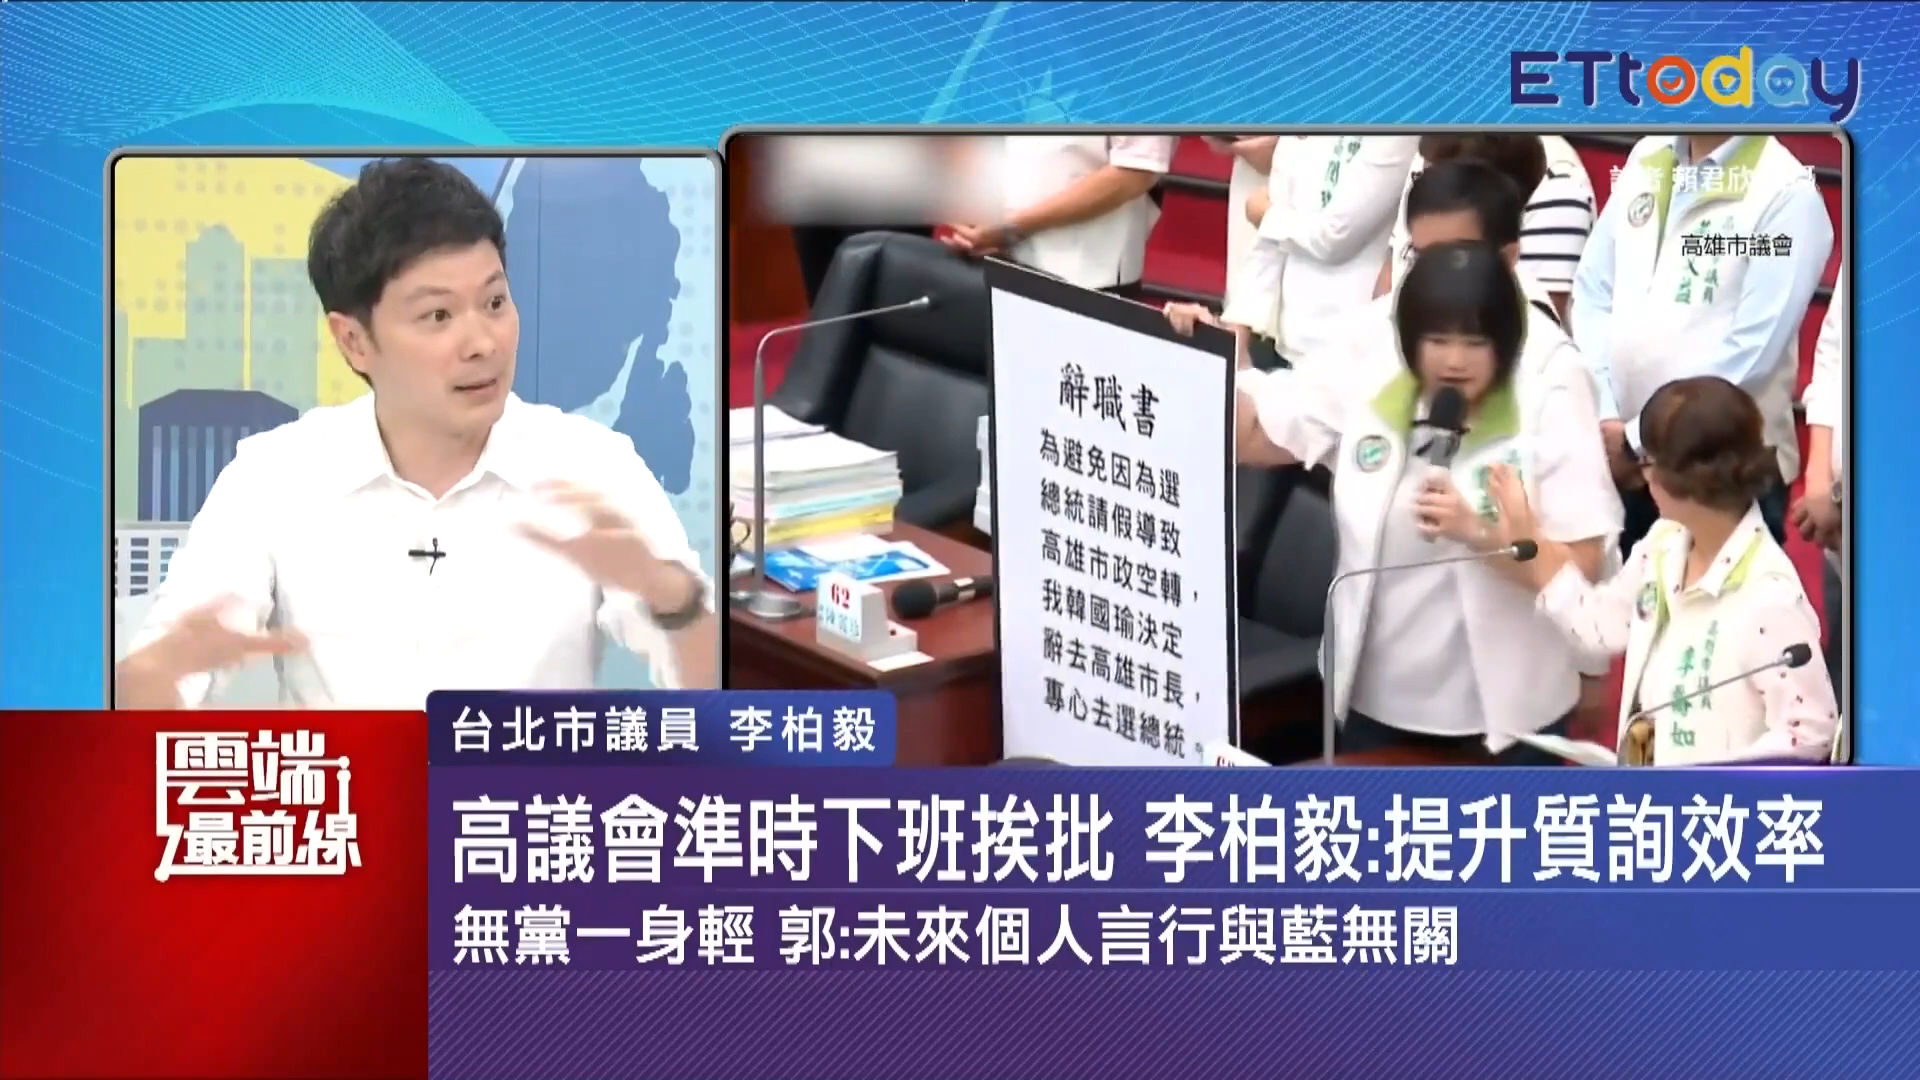 ETtoday
賴君欣
高雄市議會
辭職書
為避免因為選
總統請假導致
高雄市政空轉，
我韓國瑜決定
辭去高雄市長，
專心去選總統。
62
台北市議員 李柏毅
雲端
最前線
高議會準時下班挨批 李柏毅:提升質詢效率
無黨一身輕 郭:未來個人言行與藍無關